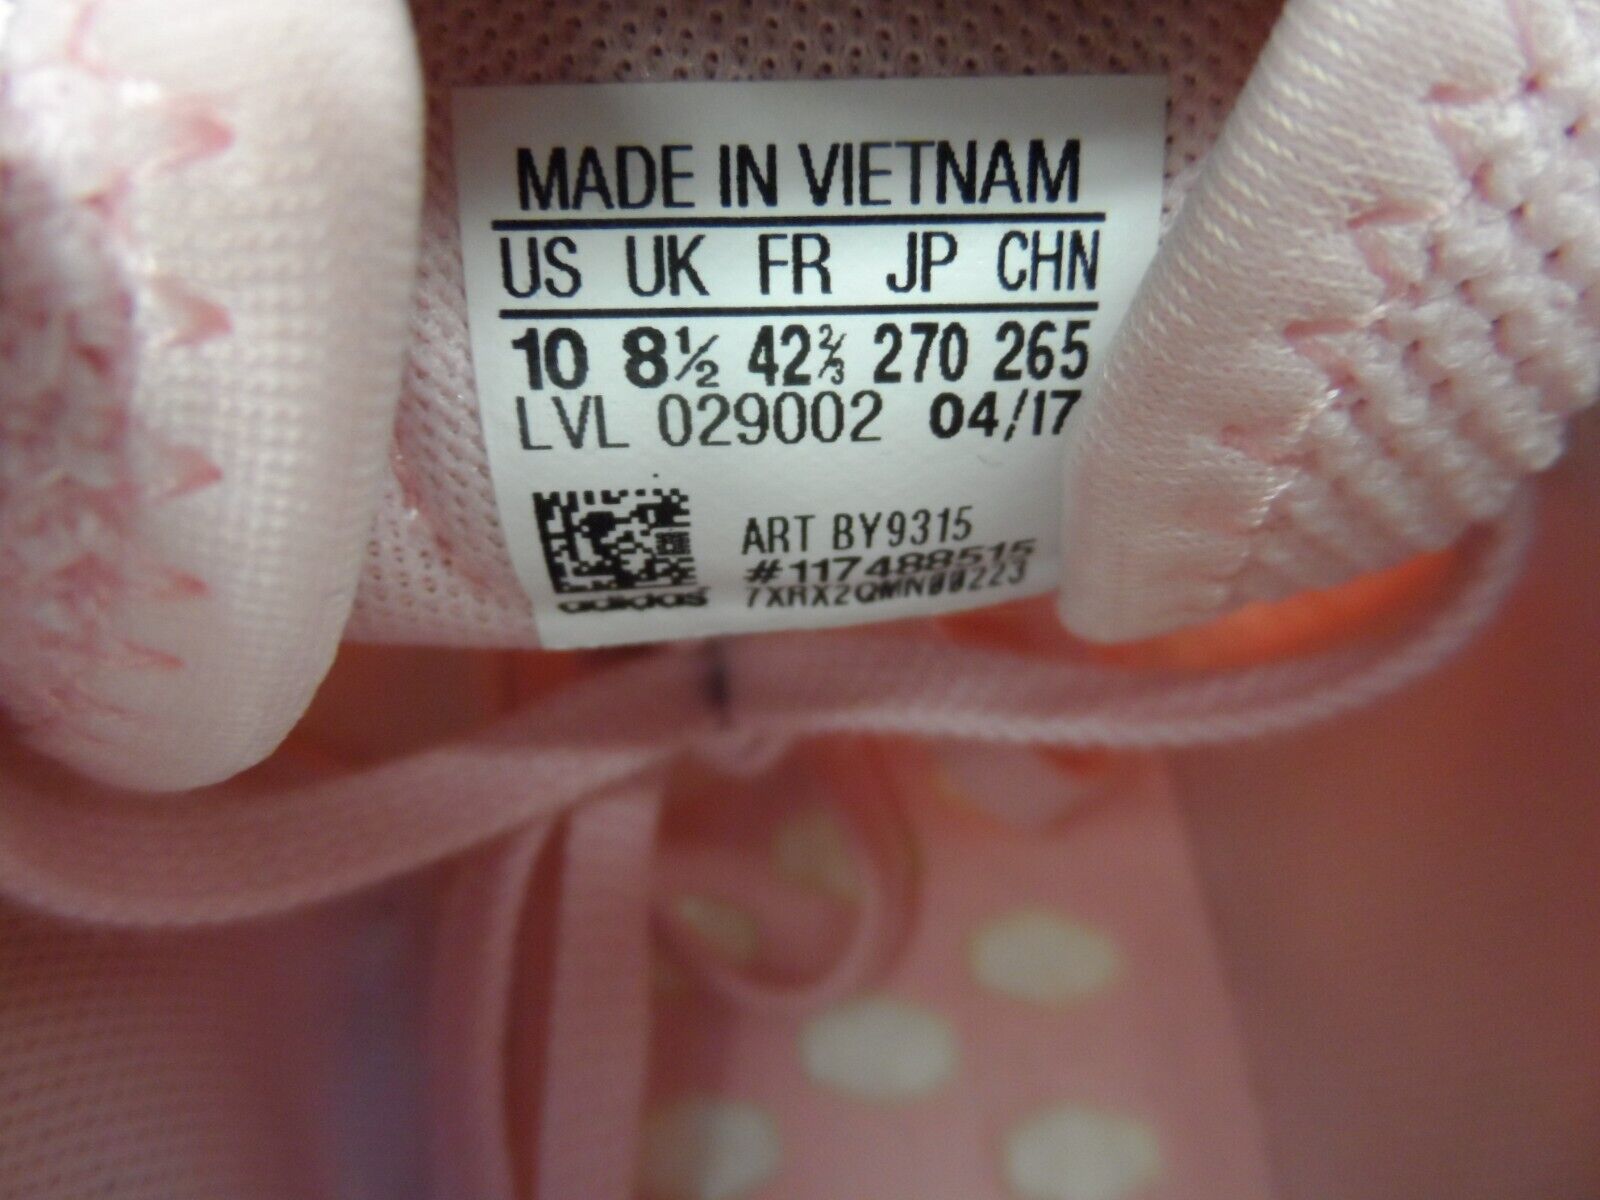 MADE IN VIETNAM
US UK FR JP CHN
10 8½ 42⅔ 270 265
LVL 029002 04/17
ART BY9315
#117488515
7XRX2QMN00223
adidas